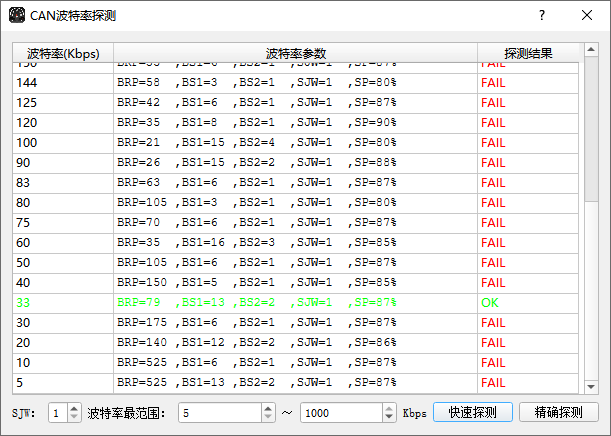 CAN波特率探测
波特率(Kbps) 波特率参数 探测结果
144 BRP=58 ,BS1=3 ,BS2=1 ,SJW=1 ,SP=80% FAIL
125 BRP=42 ,BS1=6 ,BS2=1 ,SJW=1 ,SP=87% FAIL
120 BRP=35 ,BS1=8 ,BS2=1 ,SJW=1 ,SP=90% FAIL
100 BRP=21 ,BS1=15 ,BS2=4 ,SJW=1 ,SP=80% FAIL
90 BRP=26 ,BS1=15 ,BS2=2 ,SJW=1 ,SP=88% FAIL
83 BRP=63 ,BS1=6 ,BS2=1 ,SJW=1 ,SP=87% FAIL
80 BRP=105 ,BS1=3 ,BS2=1 ,SJW=1 ,SP=80% FAIL
75 BRP=70 ,BS1=6 ,BS2=1 ,SJW=1 ,SP=87% FAIL
60 BRP=35 ,BS1=16 ,BS2=3 ,SJW=1 ,SP=85% FAIL
50 BRP=105 ,BS1=6 ,BS2=1 ,SJW=1 ,SP=87% FAIL
40 BRP=150 ,BS1=5 ,BS2=1 ,SJW=1 ,SP=85% FAIL
33 BRP=79 ,BS1=13 ,BS2=2 ,SJW=1 ,SP=87% OK
30 BRP=175 ,BS1=6 ,BS2=1 ,SJW=1 ,SP=87% FAIL
20 BRP=140 ,BS1=12 ,BS2=2 ,SJW=1 ,SP=86% FAIL
10 BRP=525 ,BS1=6 ,BS2=1 ,SJW=1 ,SP=87% FAIL
5 BRP=525 ,BS1=13 ,BS2=2 ,SJW=1 ,SP=87% FAIL
SJW: 1 波特率最范围: 5 ~ 1000 Kbps 快速探测 精确探测